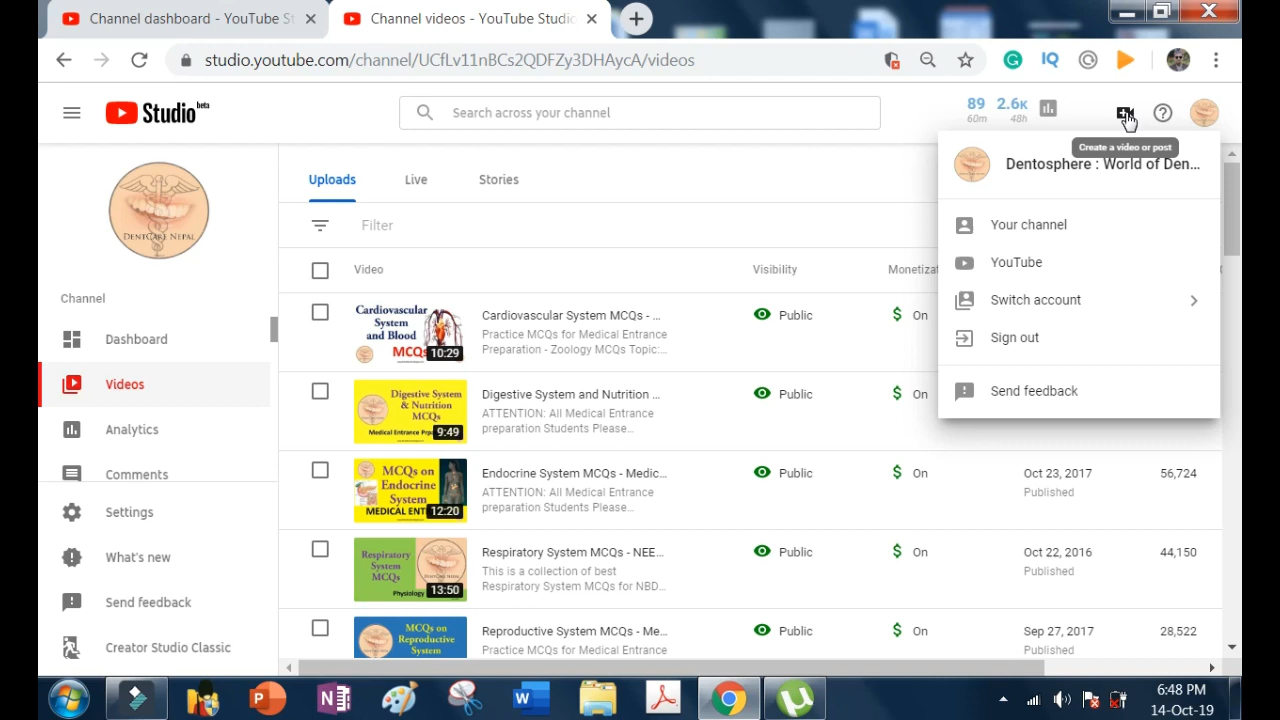 Channel dashboard - YouTube St
Channel videos - YouTube Studio
studio.youtube.com/channel/UCfLv11nBCs2QDFZy3DHAycA/videos
IQ
Studio beta
Search across your channel
89 2.6K
60m 48h
Create a video or post
Dentosphere : World of Den...
Your channel
YouTube
Switch account
Sign out
Send feedback
DENTCARE NEPAL
Channel
Dashboard
Videos
Analytics
Comments
Settings
What's new
Send feedback
Creator Studio Classic
Uploads Live Stories
Filter
Video Visibility Monetizat
Cardiovascular
System
and Blood
MCQs
10:29
Cardiovascular System MCQs - ...
Practice MCQs for Medical Entrance
Preparation - Zoology MCQs Topic:...
Public On
Digestive System
& Nutrition
MCQs
Medical Entrance Prep
9:49
Digestive System and Nutrition ...
ATTENTION: All Medical Entrance
preparation Students Please...
Public On
MCQs on
Endocrine
System
MEDICAL ENT
12:20
Endocrine System MCQs - Medic...
ATTENTION: All Medical Entrance
preparation Students Please...
Public On Oct 23, 2017 56,724
Published
Respiratory
System
MCQs
DENTCARE NEPAL
Physiology
13:50
Respiratory System MCQs - NEE...
This is a collection of best
Respiratory System MCQs for NBD...
Public On Oct 22, 2016 44,150
Published
MCQs on
Reproductive
System
Reproductive System MCQs - Me...
Practice MCQs for Medical Entrance
Public On Sep 27, 2017 28,522
Published
6:48 PM
14-Oct-19